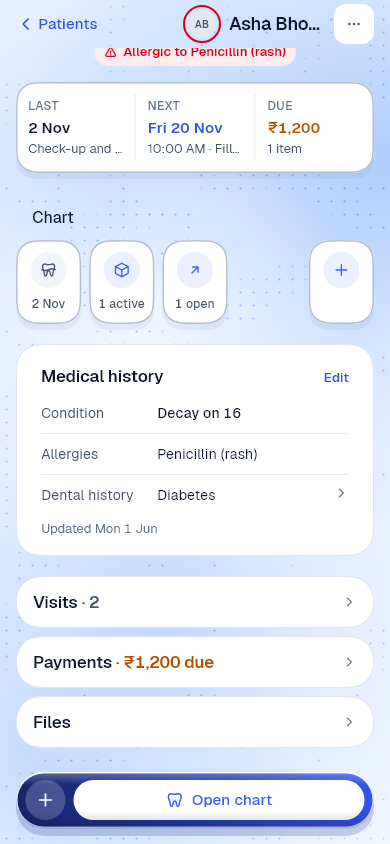 Patients
AB
Asha Bho...
Allergic to Penicillin (rash)
LAST
NEXT
DUE
2 Nov
Fri 20 Nov
₹1,200
Check-up and ...
10:00 AM · Fill...
1 item
Chart
2 Nov
1 active
1 open
Medical history
Edit
Condition
Decay on 16
Allergies
Penicillin (rash)
Dental history
Diabetes
Updated Mon 1 Jun
Visits · 2
Payments · ₹1,200 due
Files
Open chart